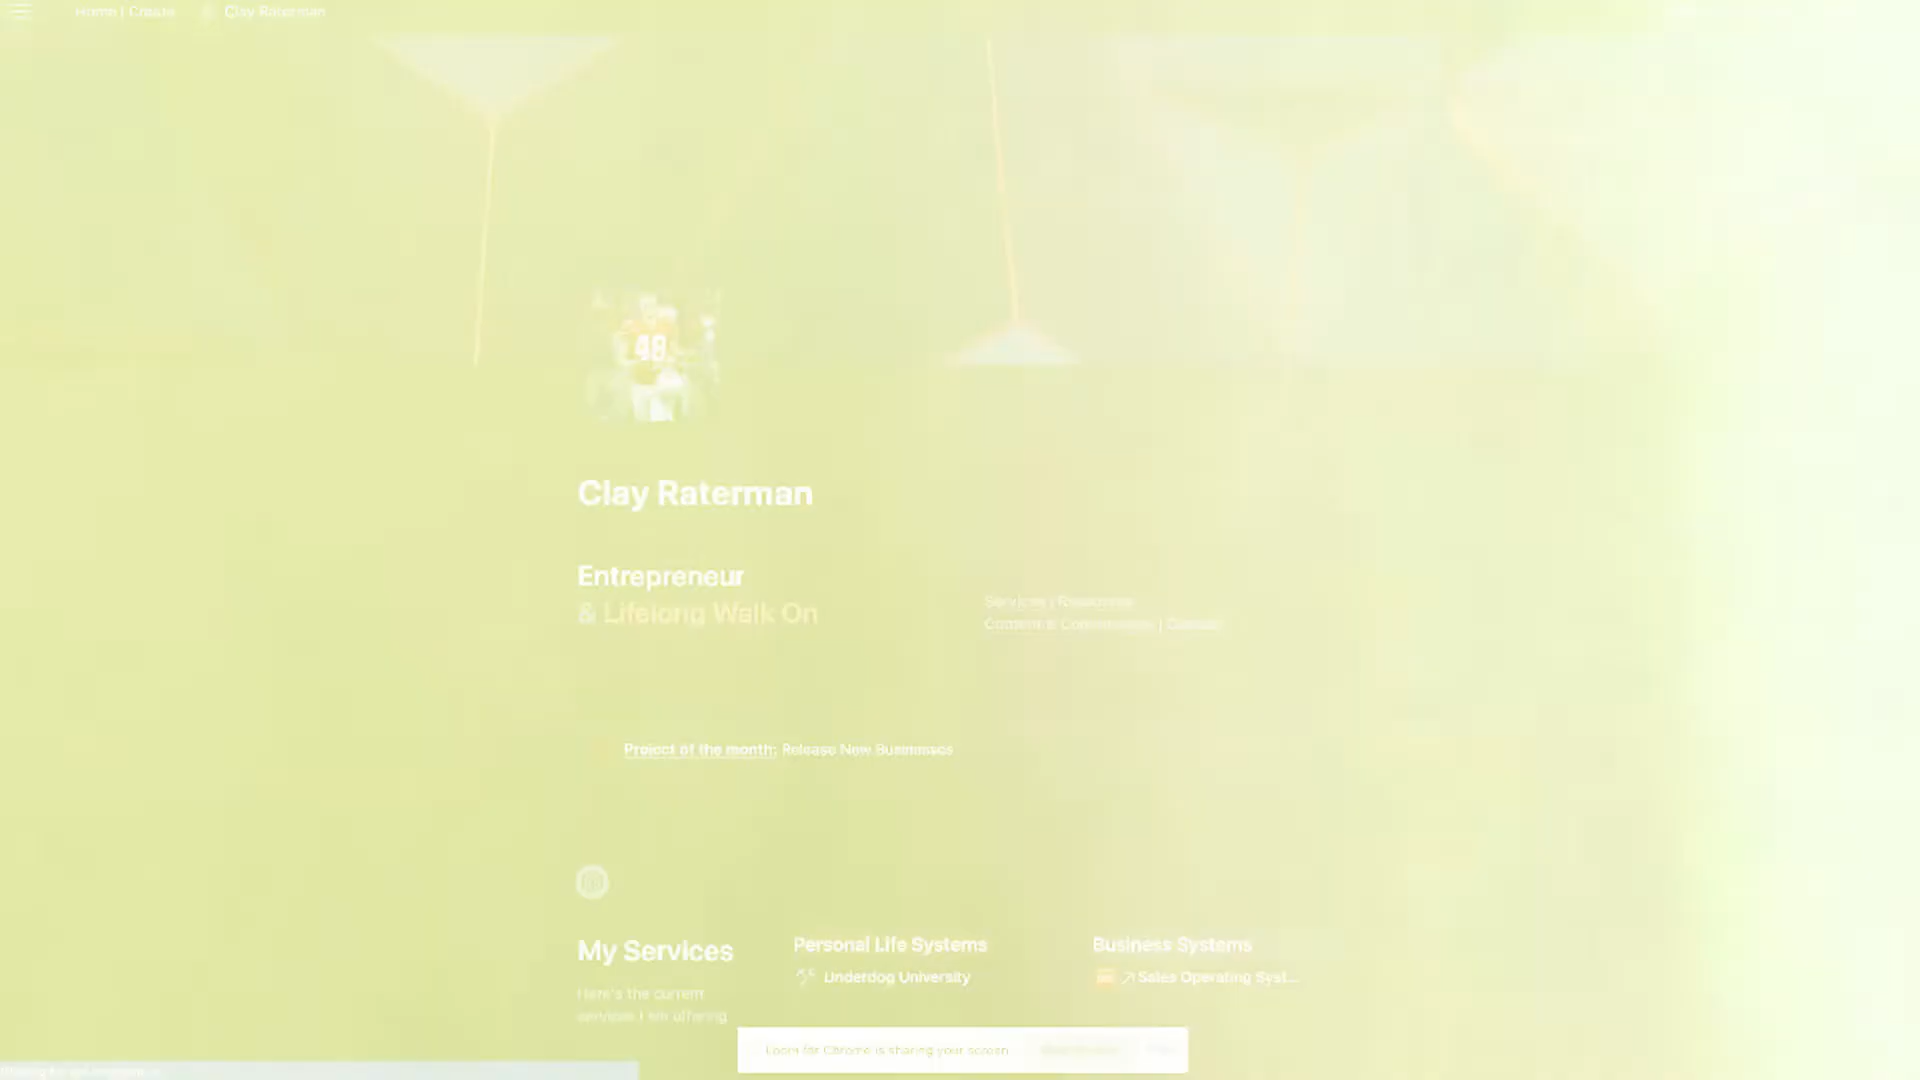 Home | Create Clay Raterman
48
Clay Raterman
Entrepreneur
& Lifelong Walk On
Services | Resources
Content & | Contact
Project of the month: Release New Businesses
My Services
Personal Life Systems
Business Systems
Underdog University
Sales Operating Syst...
Here's the current
services I am offering
Loom for Chrome is sharing your screen.